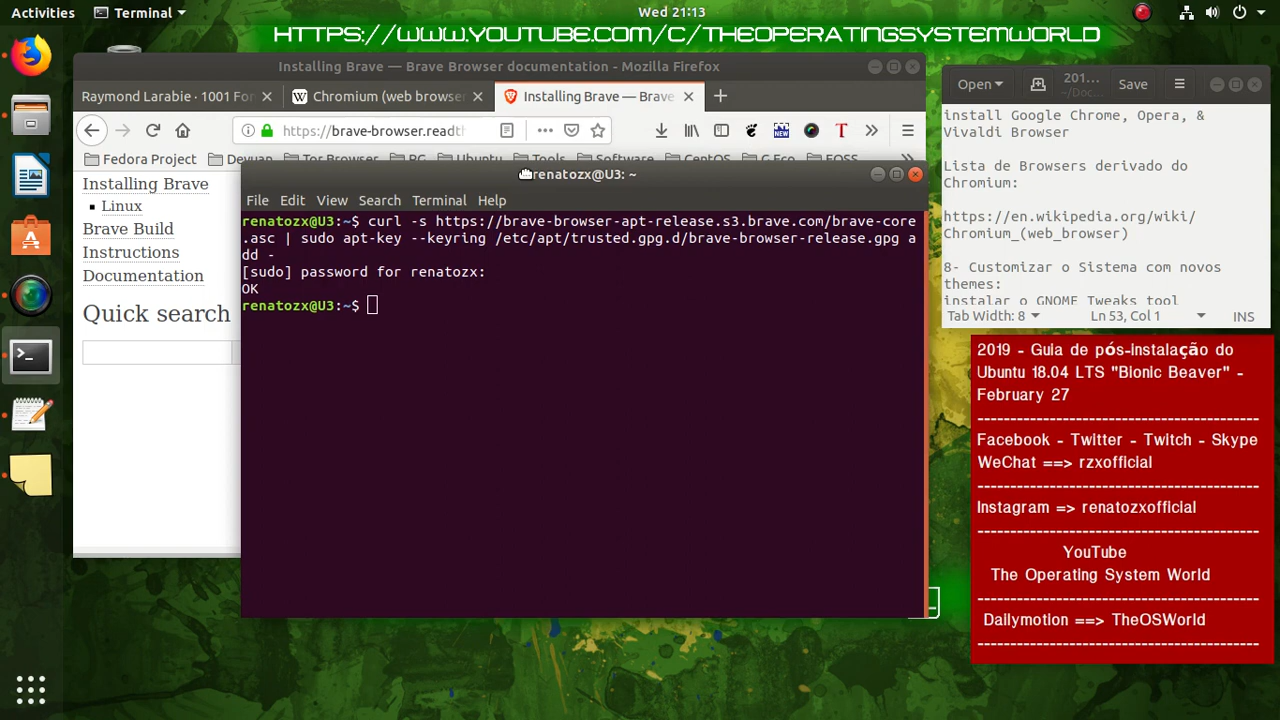 Activities
Terminal
Wed 21:13
HTTPS://WWW.YOUTUBE.COM/C/THEOPERATINGSYSTEMWORLD
Installing Brave — Brave Browser documentation - Mozilla Firefox
Raymond Larabie · 1001 Fo
Chromium (web browser
Installing Brave — Brave
https://brave-browser.readt
NEW
T
Fedora Project
Devuan
Tor Browser
Ubuntu
Tools
Software
CentOS
G Eco
FOSS
Installing Brave
Linux
Brave Build
Instructions
Documentation
Quick search
renatozx@U3: ~
File Edit View Search Terminal Help
renatozx@U3:~$ curl -s https://brave-browser-apt-release.s3.brave.com/brave-core
.asc | sudo apt-key --keyring /etc/apt/trusted.gpg.d/brave-browser-release.gpg a
dd -
[sudo] password for renatozx:
OK
renatozx@U3:~$
Open
201...
~/Doc...
Save
install Google Chrome, Opera, &
Vivaldi Browser
Lista de Browsers derivado do
Chromium:
https://en.wikipedia.org/wiki/
Chromium_(web_browser)
8- Customizar o Sistema com novos
themes:
instalar o GNOME Tweaks tool
Tab Width: 8
Ln 53, Col 1
INS
2019 - Guia de pós-instalação do
Ubuntu 18.04 LTS "Bionic Beaver" -
February 27
------------------------------------------
Facebook - Twitter - Twitch - Skype
WeChat ==> rzxofficial
------------------------------------------
Instagram => renatozxofficial
------------------------------------------
YouTube
The Operating System World
------------------------------------------
Dailymotion ==> TheOSWorld
------------------------------------------